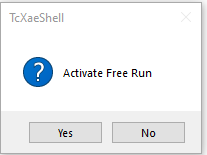 TcXaeShell
Activate Free Run
Yes
No